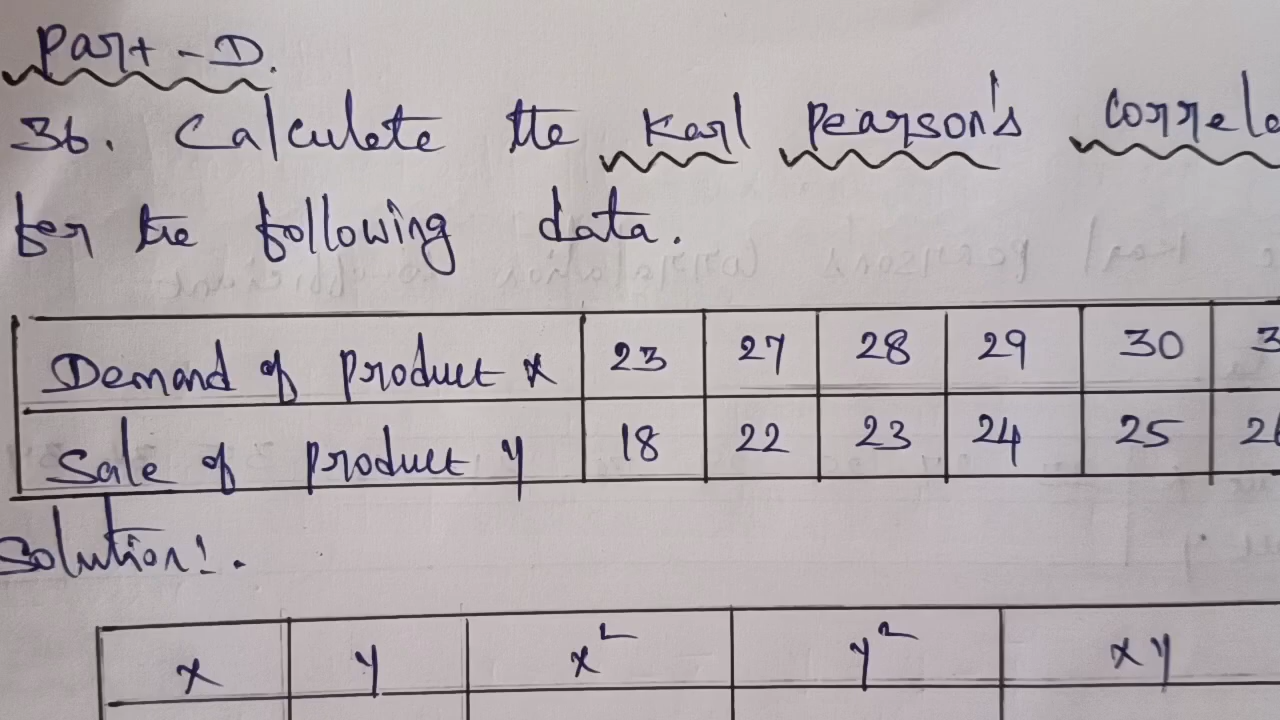 Part - D.
36. Calculate the Karl Pearson's
for the following data.
Demand of product x 23 27 28 29 30
Sale of product y 18 22 23 24 25
Solution:.
x y x² y² xy